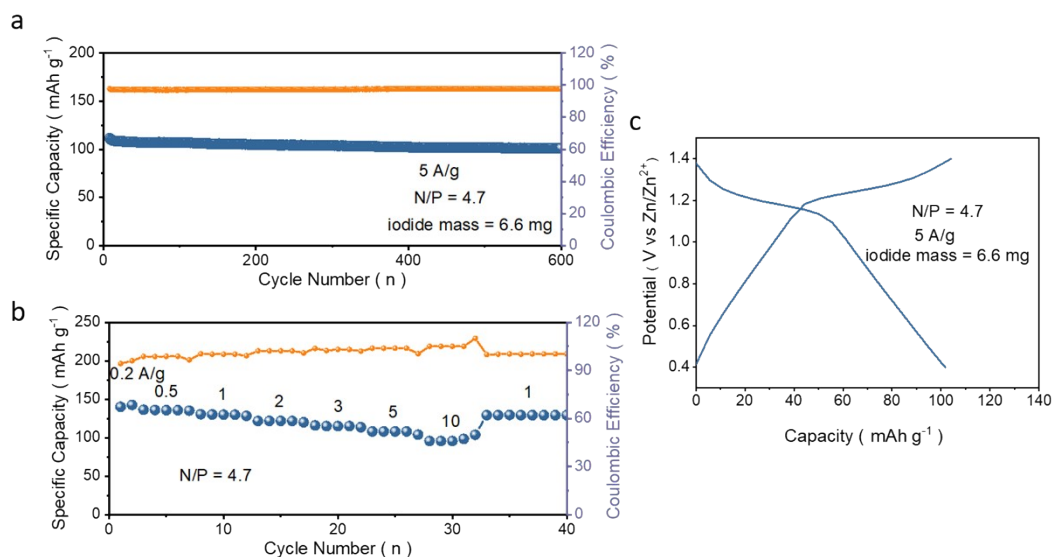 a
200
150
100
50
0
Specific Capacity ( mAh g⁻¹ )
120
100
80
60
40
20
0
Coulombic Efficiency ( % )
5 A/g
N/P = 4.7
iodide mass = 6.6 mg
0 200 400 600
Cycle Number ( n )
b
250
200
150
100
50
0
Specific Capacity ( mAh g⁻¹ )
120
90
60
30
0
Coulombic Efficiency ( % )
0.2 A/g
0.5 1 2 3 5 10 1
N/P = 4.7
0 10 20 30 40
Cycle Number ( n )
c
1.4
1.2
1.0
0.8
0.6
0.4
Potential ( V vs Zn/Zn²⁺ )
N/P = 4.7
5 A/g
iodide mass = 6.6 mg
0 20 40 60 80 100 120 140
Capacity ( mAh g⁻¹ )